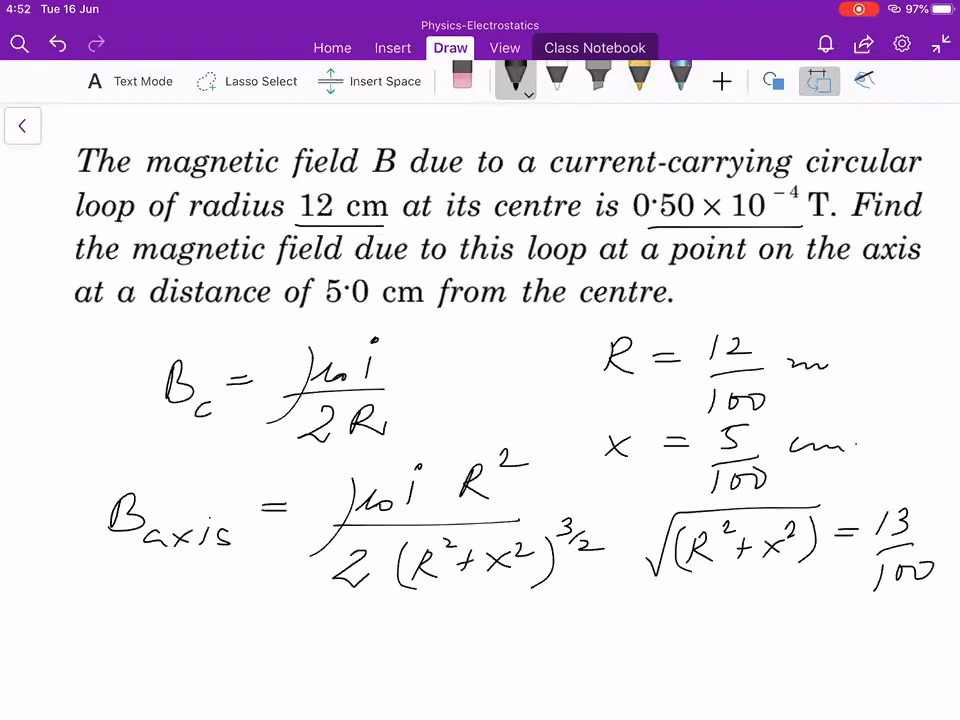 4:52 Tue 16 Jun 97%
Physics-Electrostatics
Home Insert Draw View Class Notebook
A Text Mode Lasso Select Insert Space
The magnetic field B due to a current-carrying circular
loop of radius 12 cm at its centre is 0·50 × 10⁻⁴ T. Find
the magnetic field due to this loop at a point on the axis
at a distance of 5·0 cm from the centre.
B_c = μ₀ i / 2R
R = 12/100 m
x = 5/100 cm
B_axis = μ₀ i R² / 2 (R² + x²)^3/2
√(R² + x²) = 13/100